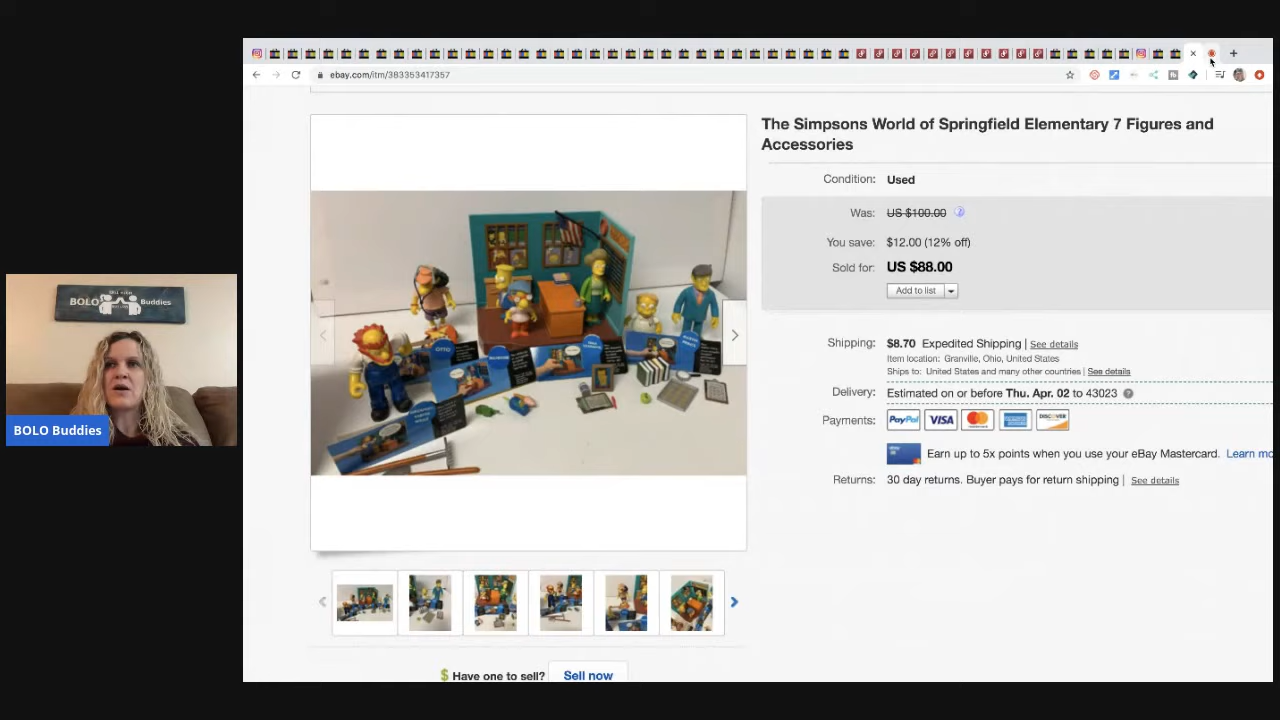 ebay.com/itm/383353417357
The Simpsons World of Springfield Elementary 7 Figures and
Accessories
Condition: Used
Was: US $100.00
You save: $12.00 (12% off)
Sold for: US $88.00
Add to list
Shipping: $8.70 Expedited Shipping | See details
Item location: Granville, Ohio, United States
Ships to: United States and many other countries | See details
Delivery: Estimated on or before Thu. Apr. 02 to 43023
Payments: PayPal VISA DISCOVER
Earn up to 5x points when you use your eBay Mastercard. Learn mo
Returns: 30 day returns. Buyer pays for return shipping | See details
$ Have one to sell? Sell now
BOLO Buddies
BOLO Buddies
OTTO